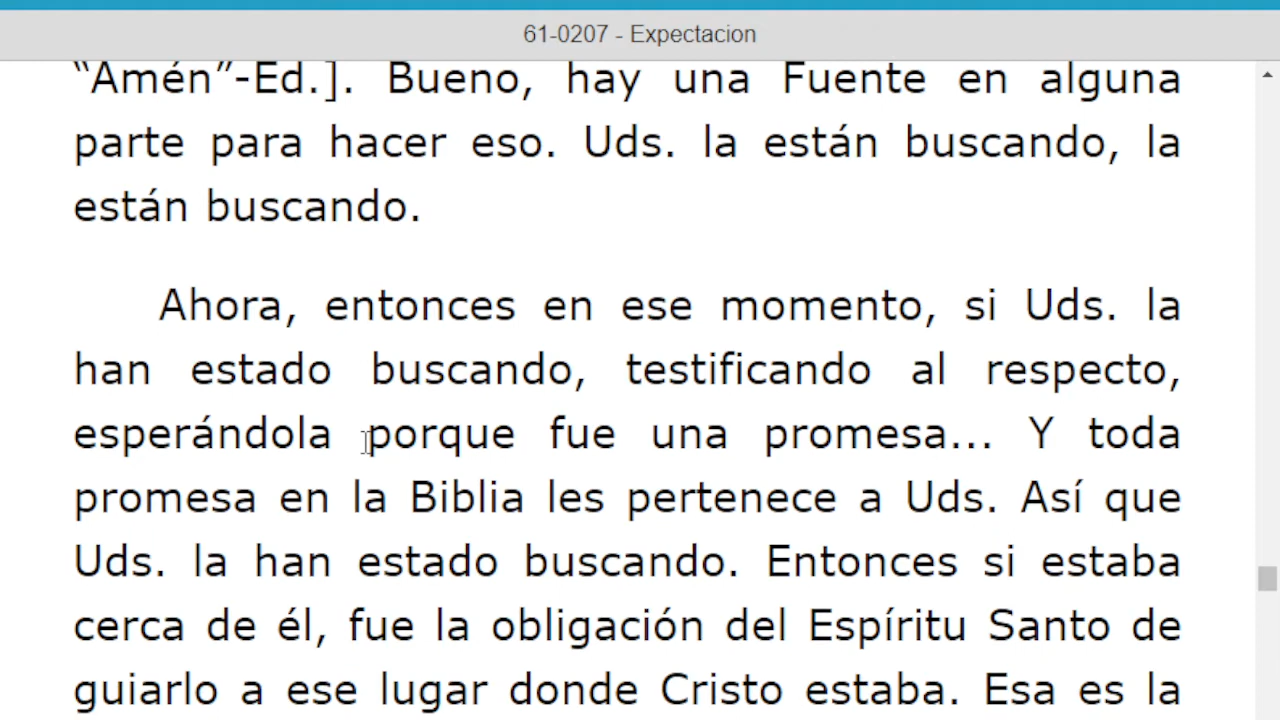 61-0207 - Expectacion
“Amén”-Ed.]. Bueno, hay una Fuente en alguna
parte para hacer eso. Uds. la están buscando, la
están buscando.
Ahora, entonces en ese momento, si Uds. la
han estado buscando, testificando al respecto,
esperándola porque fue una promesa... Y toda
promesa en la Biblia les pertenece a Uds. Así que
Uds. la han estado buscando. Entonces si estaba
cerca de él, fue la obligación del Espíritu Santo de
guiarlo a ese lugar donde Cristo estaba. Esa es la